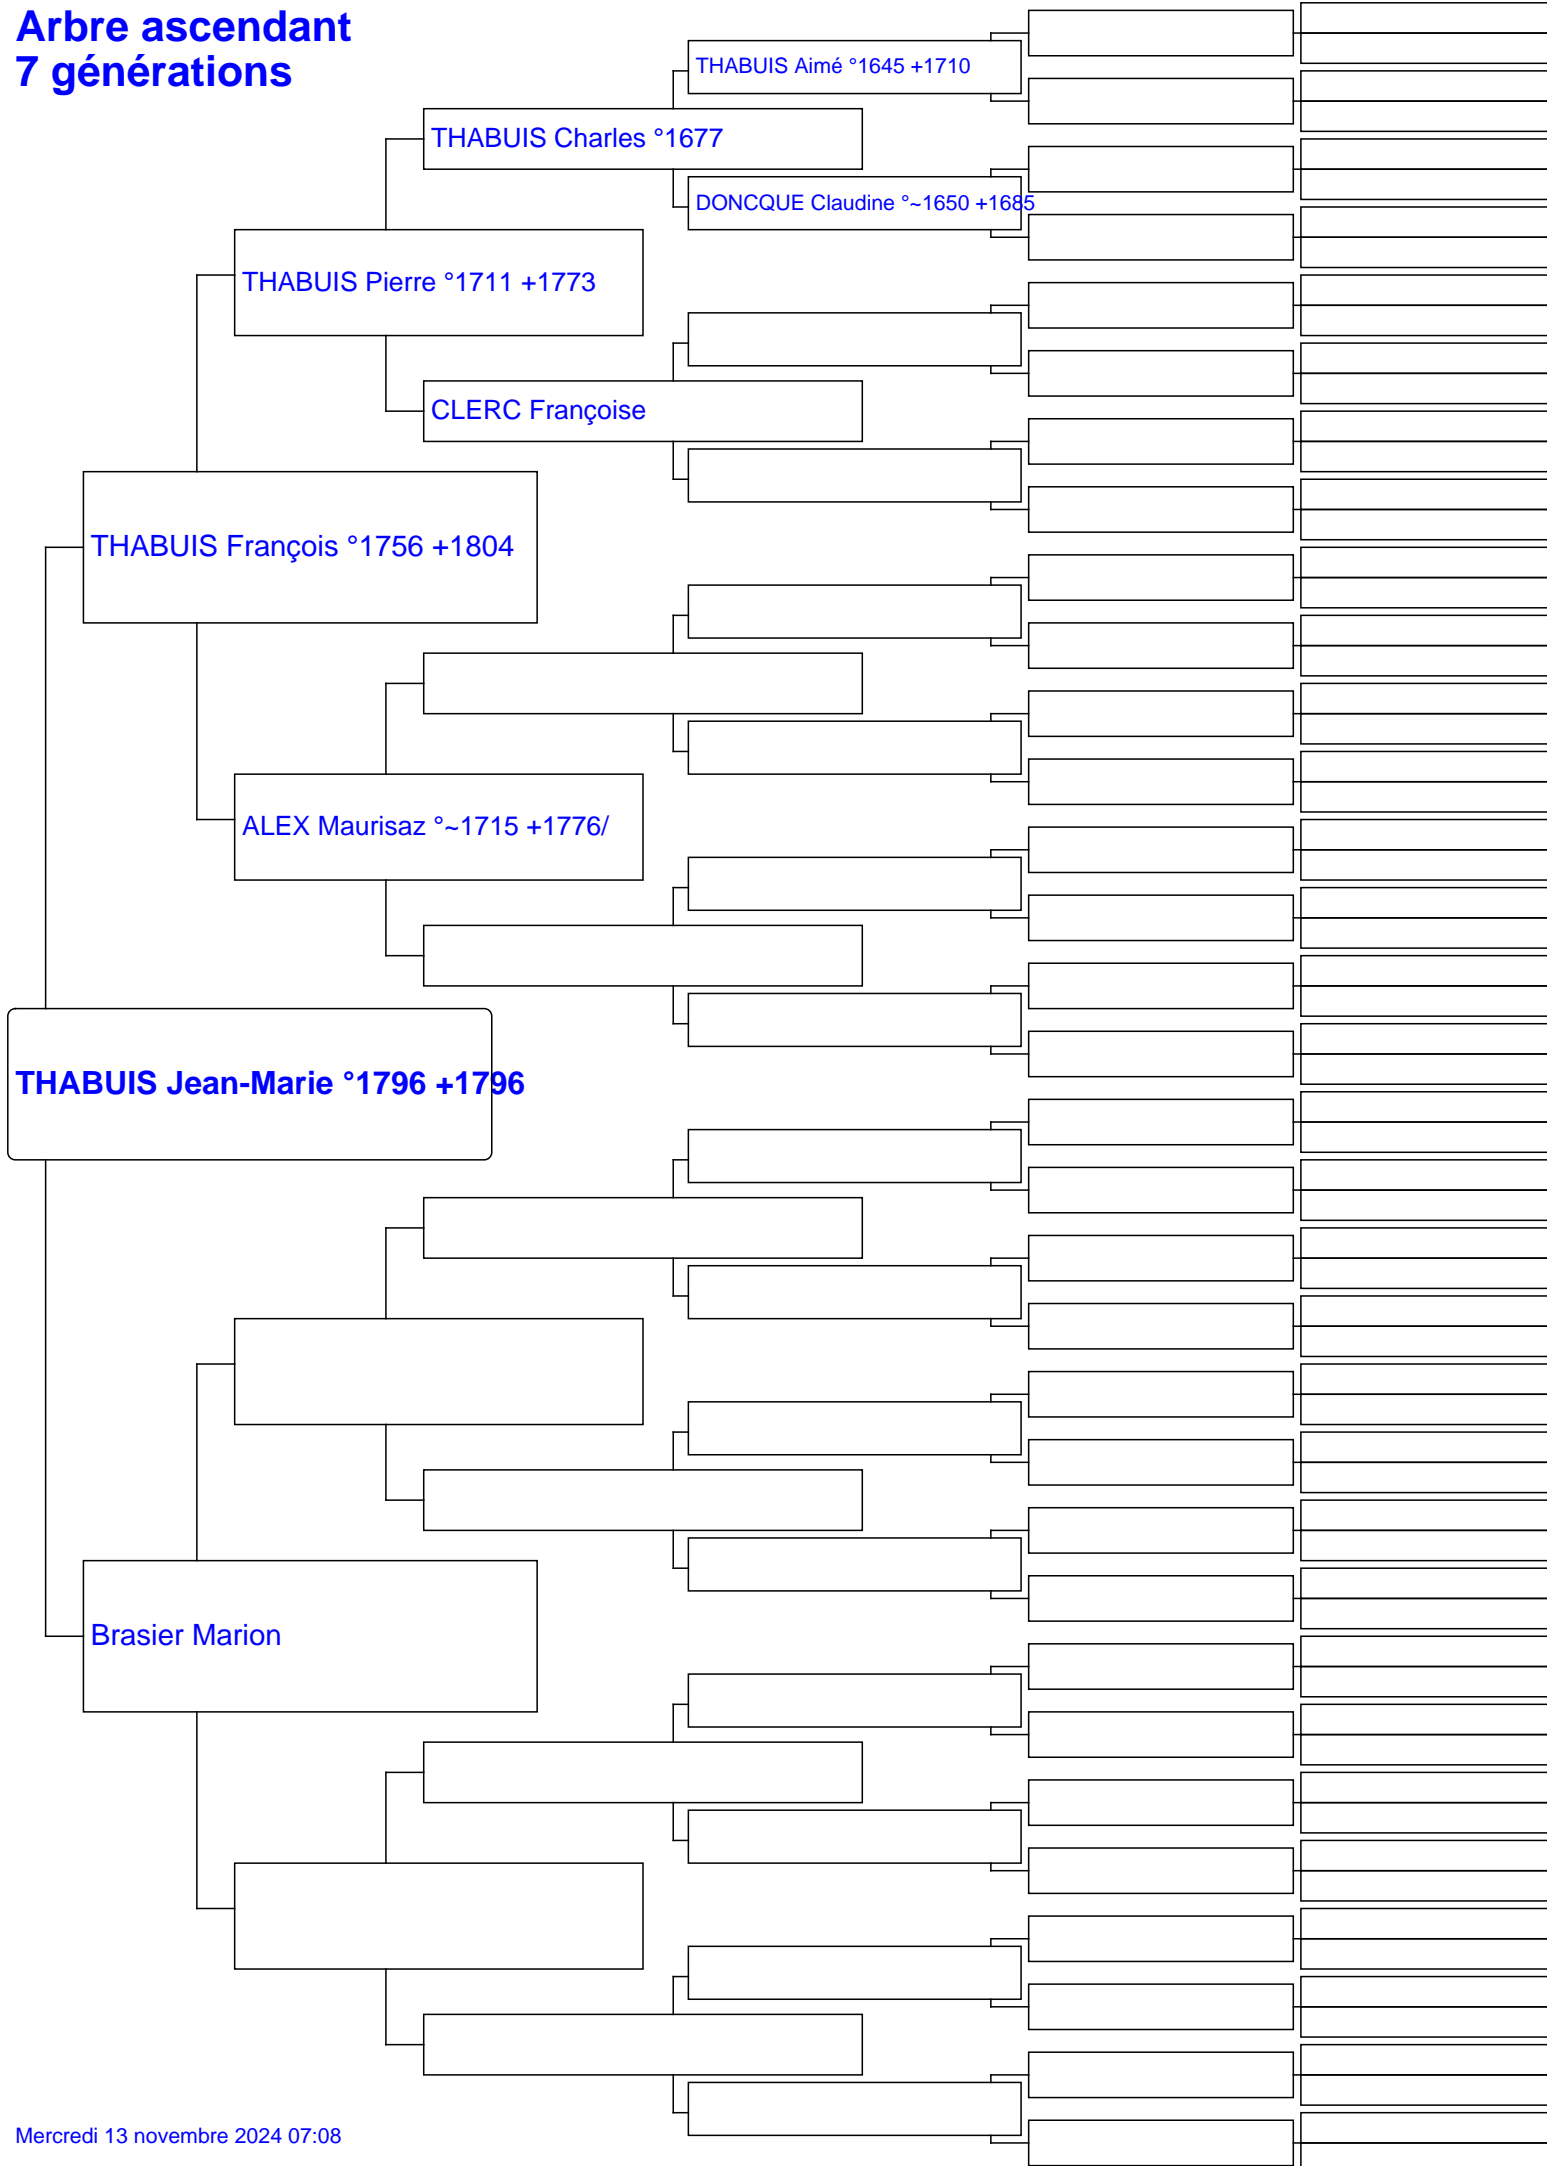 Arbre ascendant
7 générations
THABUIS Aimé °1645 +1710
THABUIS Charles °1677
DONCQUE Claudine °~1650 +1685
THABUIS Pierre °1711 +1773
CLERC Françoise
THABUIS François °1756 +1804
ALEX Maurisaz °~1715 +1776/
THABUIS Jean-Marie °1796 +1796
Brasier Marion
Mercredi 13 novembre 2024 07:08